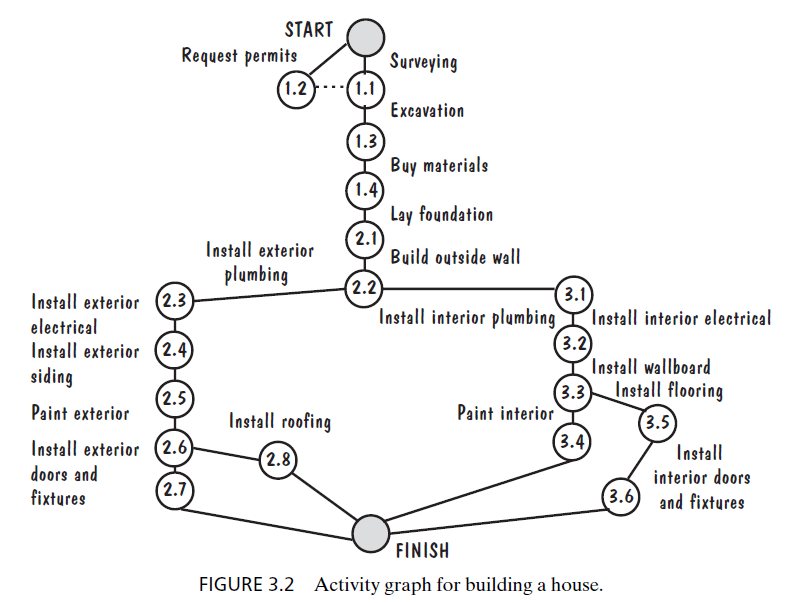 START
Request permits
Surveying
1.2
1.1
Excavation
1.3
Buy materials
1.4
Lay foundation
2.1
Install exterior
plumbing
Build outside wall
2.2
2.3
3.1
Install exterior
electrical
Install interior plumbing
Install interior electrical
Install exterior
siding
2.4
3.2
Install wallboard
2.5
3.3
Install flooring
Paint exterior
Install roofing
Paint interior
3.5
Install exterior
doors and
fixtures
2.6
2.8
3.4
Install
interior doors
and fixtures
2.7
3.6
FINISH
FIGURE 3.2 Activity graph for building a house.